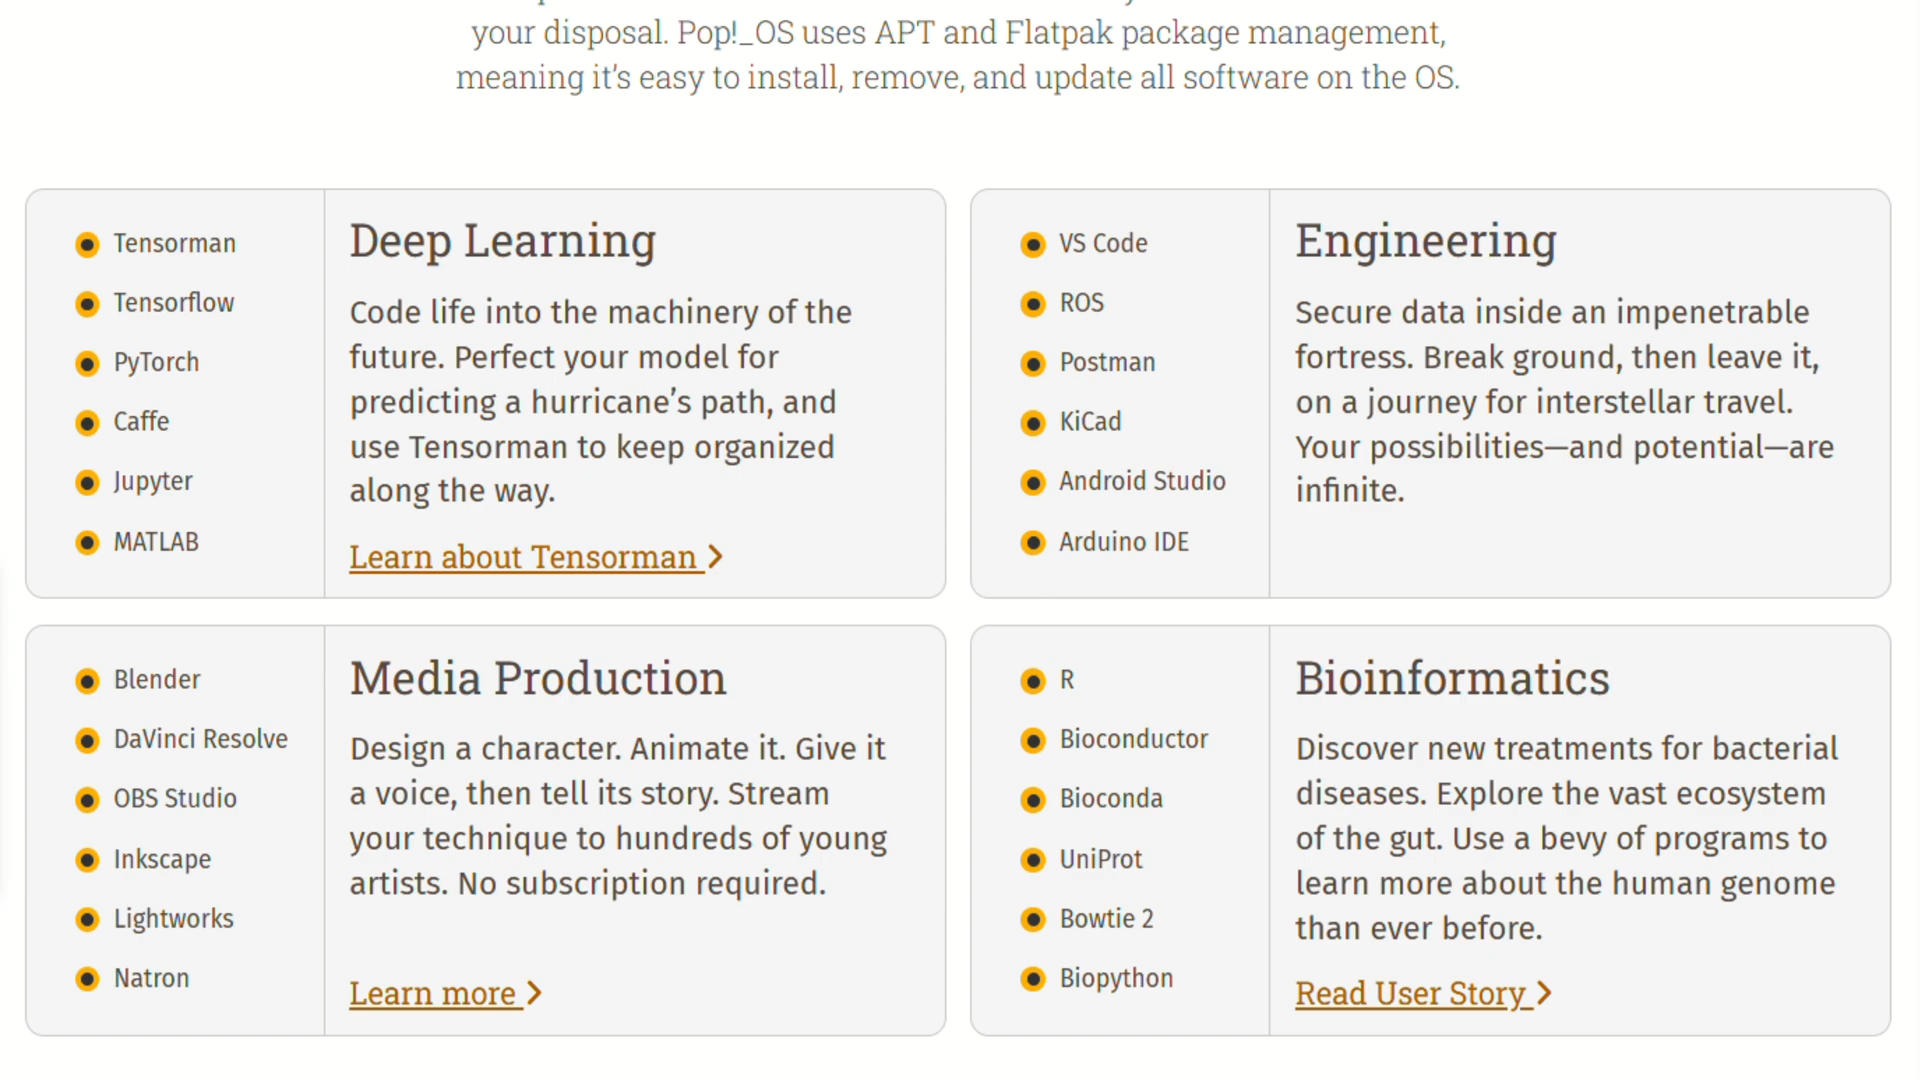 your disposal. Pop!_OS uses APT and Flatpak package management,
meaning it’s easy to install, remove, and update all software on the OS.
Tensorman
Tensorflow
PyTorch
Caffe
Jupyter
MATLAB
Deep Learning
Code life into the machinery of the
future. Perfect your model for
predicting a hurricane’s path, and
use Tensorman to keep organized
along the way.
Learn about Tensorman
VS Code
ROS
Postman
KiCad
Android Studio
Arduino IDE
Engineering
Secure data inside an impenetrable
fortress. Break ground, then leave it,
on a journey for interstellar travel.
Your possibilities—and potential—are
infinite.
Blender
DaVinci Resolve
OBS Studio
Inkscape
Lightworks
Natron
Media Production
Design a character. Animate it. Give it
a voice, then tell its story. Stream
your technique to hundreds of young
artists. No subscription required.
Learn more
R
Bioconductor
Bioconda
UniProt
Bowtie 2
Biopython
Bioinformatics
Discover new treatments for bacterial
diseases. Explore the vast ecosystem
of the gut. Use a bevy of programs to
learn more about the human genome
than ever before.
Read User Story